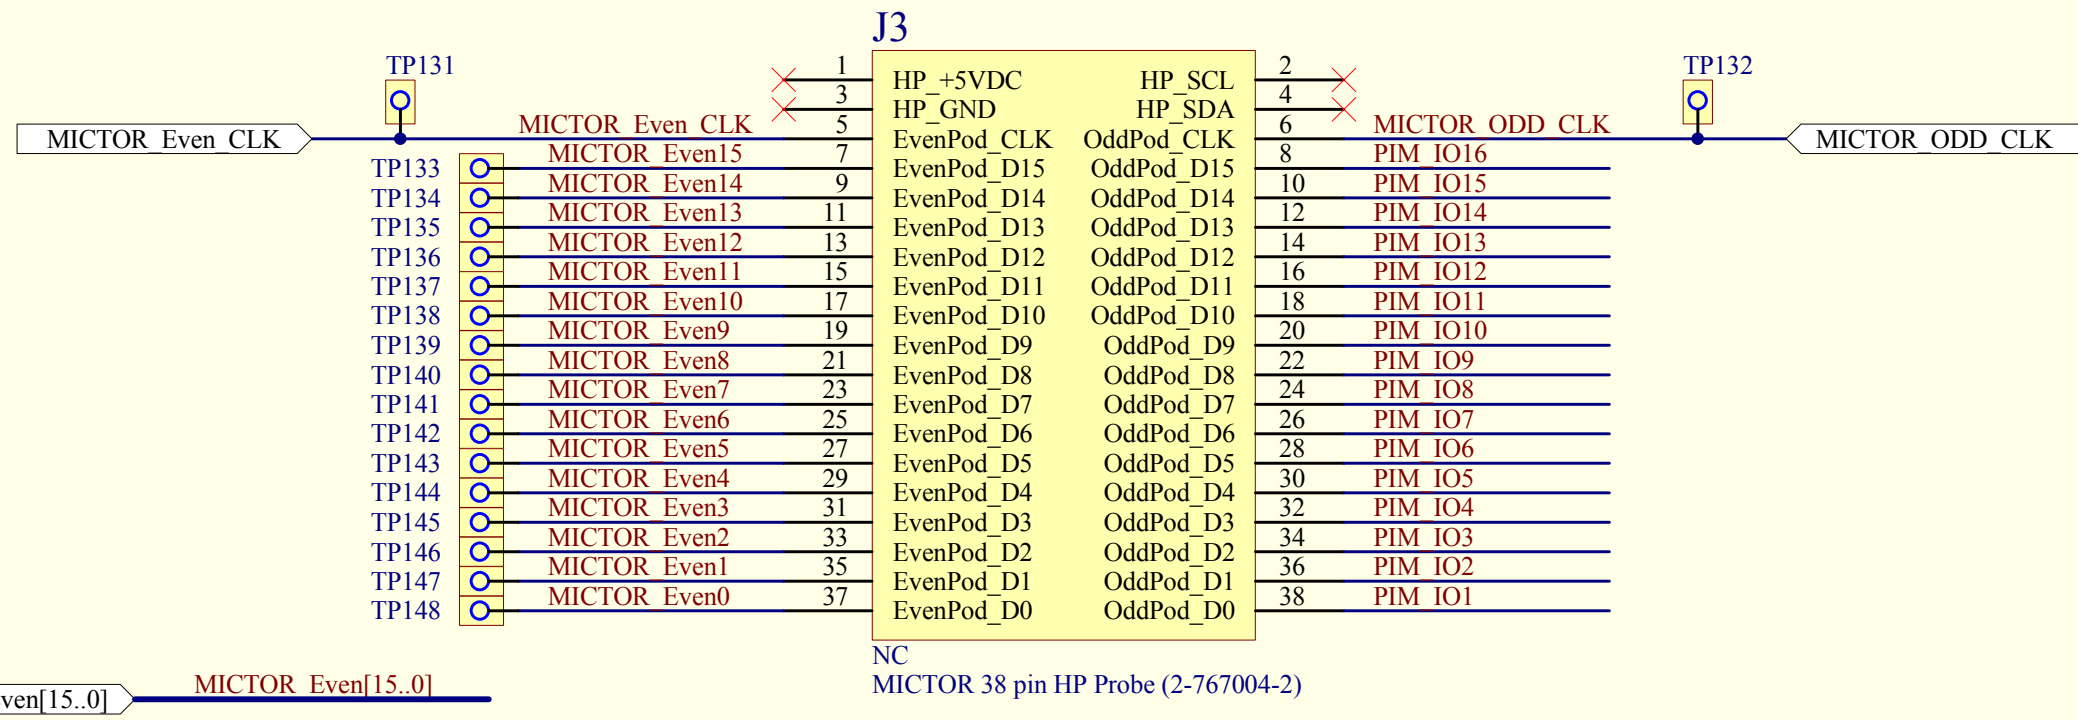 J3
TP131 1 2 TP132
HP_+5VDC HP_SCL
3 4
HP_GND HP_SDA
MICTOR_Even_CLK MICTOR_Even_CLK 5 EvenPod_CLK OddPod_CLK 6 MICTOR_ODD_CLK MICTOR_ODD_CLK
TP133 MICTOR_Even15 7 EvenPod_D15 OddPod_D15 8 PIM_IO16
TP134 MICTOR_Even14 9 EvenPod_D14 OddPod_D14 10 PIM_IO15
TP135 MICTOR_Even13 11 EvenPod_D13 OddPod_D13 12 PIM_IO14
TP136 MICTOR_Even12 13 EvenPod_D12 OddPod_D12 14 PIM_IO13
TP137 MICTOR_Even11 15 EvenPod_D11 OddPod_D11 16 PIM_IO12
TP138 MICTOR_Even10 17 EvenPod_D10 OddPod_D10 18 PIM_IO11
TP139 MICTOR_Even9 19 EvenPod_D9 OddPod_D9 20 PIM_IO10
TP140 MICTOR_Even8 21 EvenPod_D8 OddPod_D8 22 PIM_IO9
TP141 MICTOR_Even7 23 EvenPod_D7 OddPod_D7 24 PIM_IO8
TP142 MICTOR_Even6 25 EvenPod_D6 OddPod_D6 26 PIM_IO7
TP143 MICTOR_Even5 27 EvenPod_D5 OddPod_D5 28 PIM_IO6
TP144 MICTOR_Even4 29 EvenPod_D4 OddPod_D4 30 PIM_IO5
TP145 MICTOR_Even3 31 EvenPod_D3 OddPod_D3 32 PIM_IO4
TP146 MICTOR_Even2 33 EvenPod_D2 OddPod_D2 34 PIM_IO3
TP147 MICTOR_Even1 35 EvenPod_D1 OddPod_D1 36 PIM_IO2
TP148 MICTOR_Even0 37 EvenPod_D0 OddPod_D0 38 PIM_IO1
NC
ven[15..0] MICTOR_Even[15..0] MICTOR 38 pin HP Probe (2-767004-2)